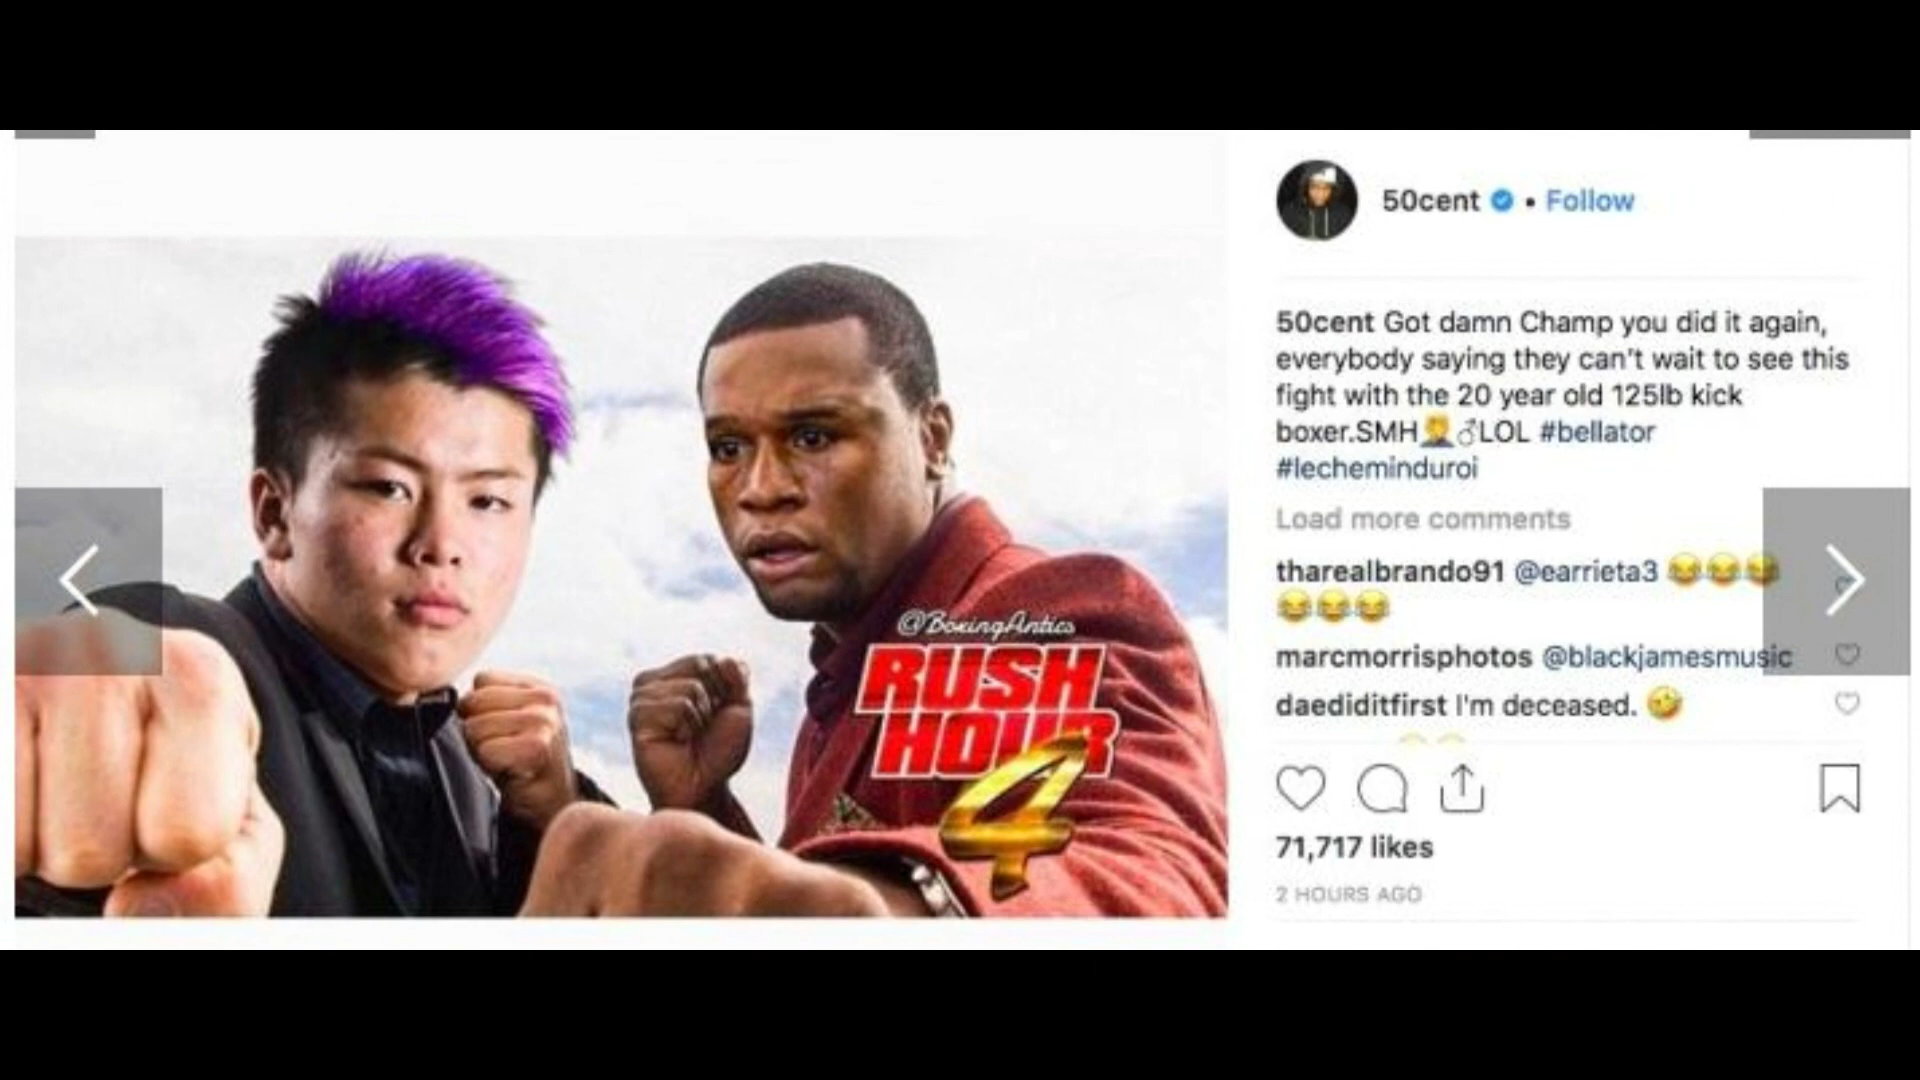 50cent • Follow
50cent Got damn Champ you did it again,
everybody saying they can't wait to see this
fight with the 20 year old 125lb kick
boxer.SMH🤦‍♂LOL #bellator
#lecheminduroi
Load more comments
tharealbrando91 @earrieta3 😂😂😂
😂😂😂
marcmorrisphotos @blackjamesmusic
daediditfirst I'm deceased. 🤣
71,717 likes
2 HOURS AGO
@BoxingAntics
RUSH
HOUR
4